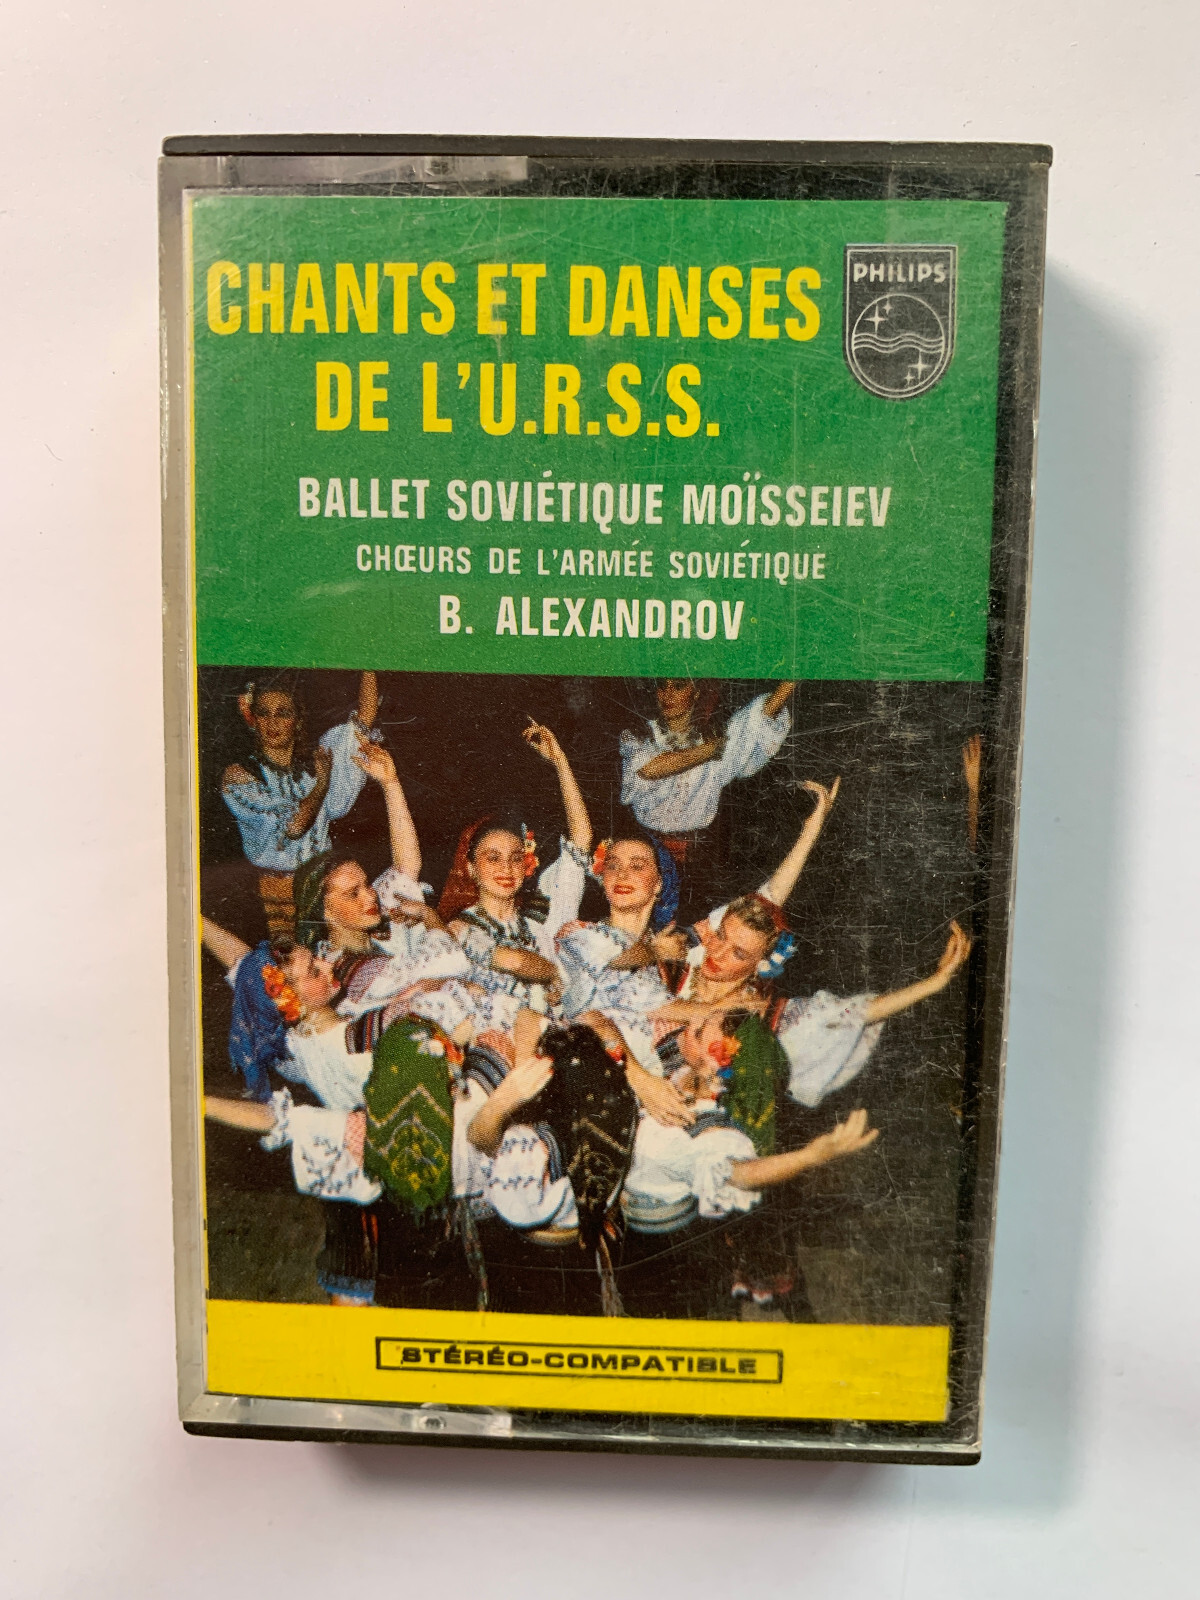 CHANTS ET DANSES
DE L'U.R.S.S.
PHILIPS
BALLET SOVIÉTIQUE MOÏSSEIEV
CHŒURS DE L'ARMÉE SOVIÉTIQUE
B. ALEXANDROV
STÉRÉO-COMPATIBLE